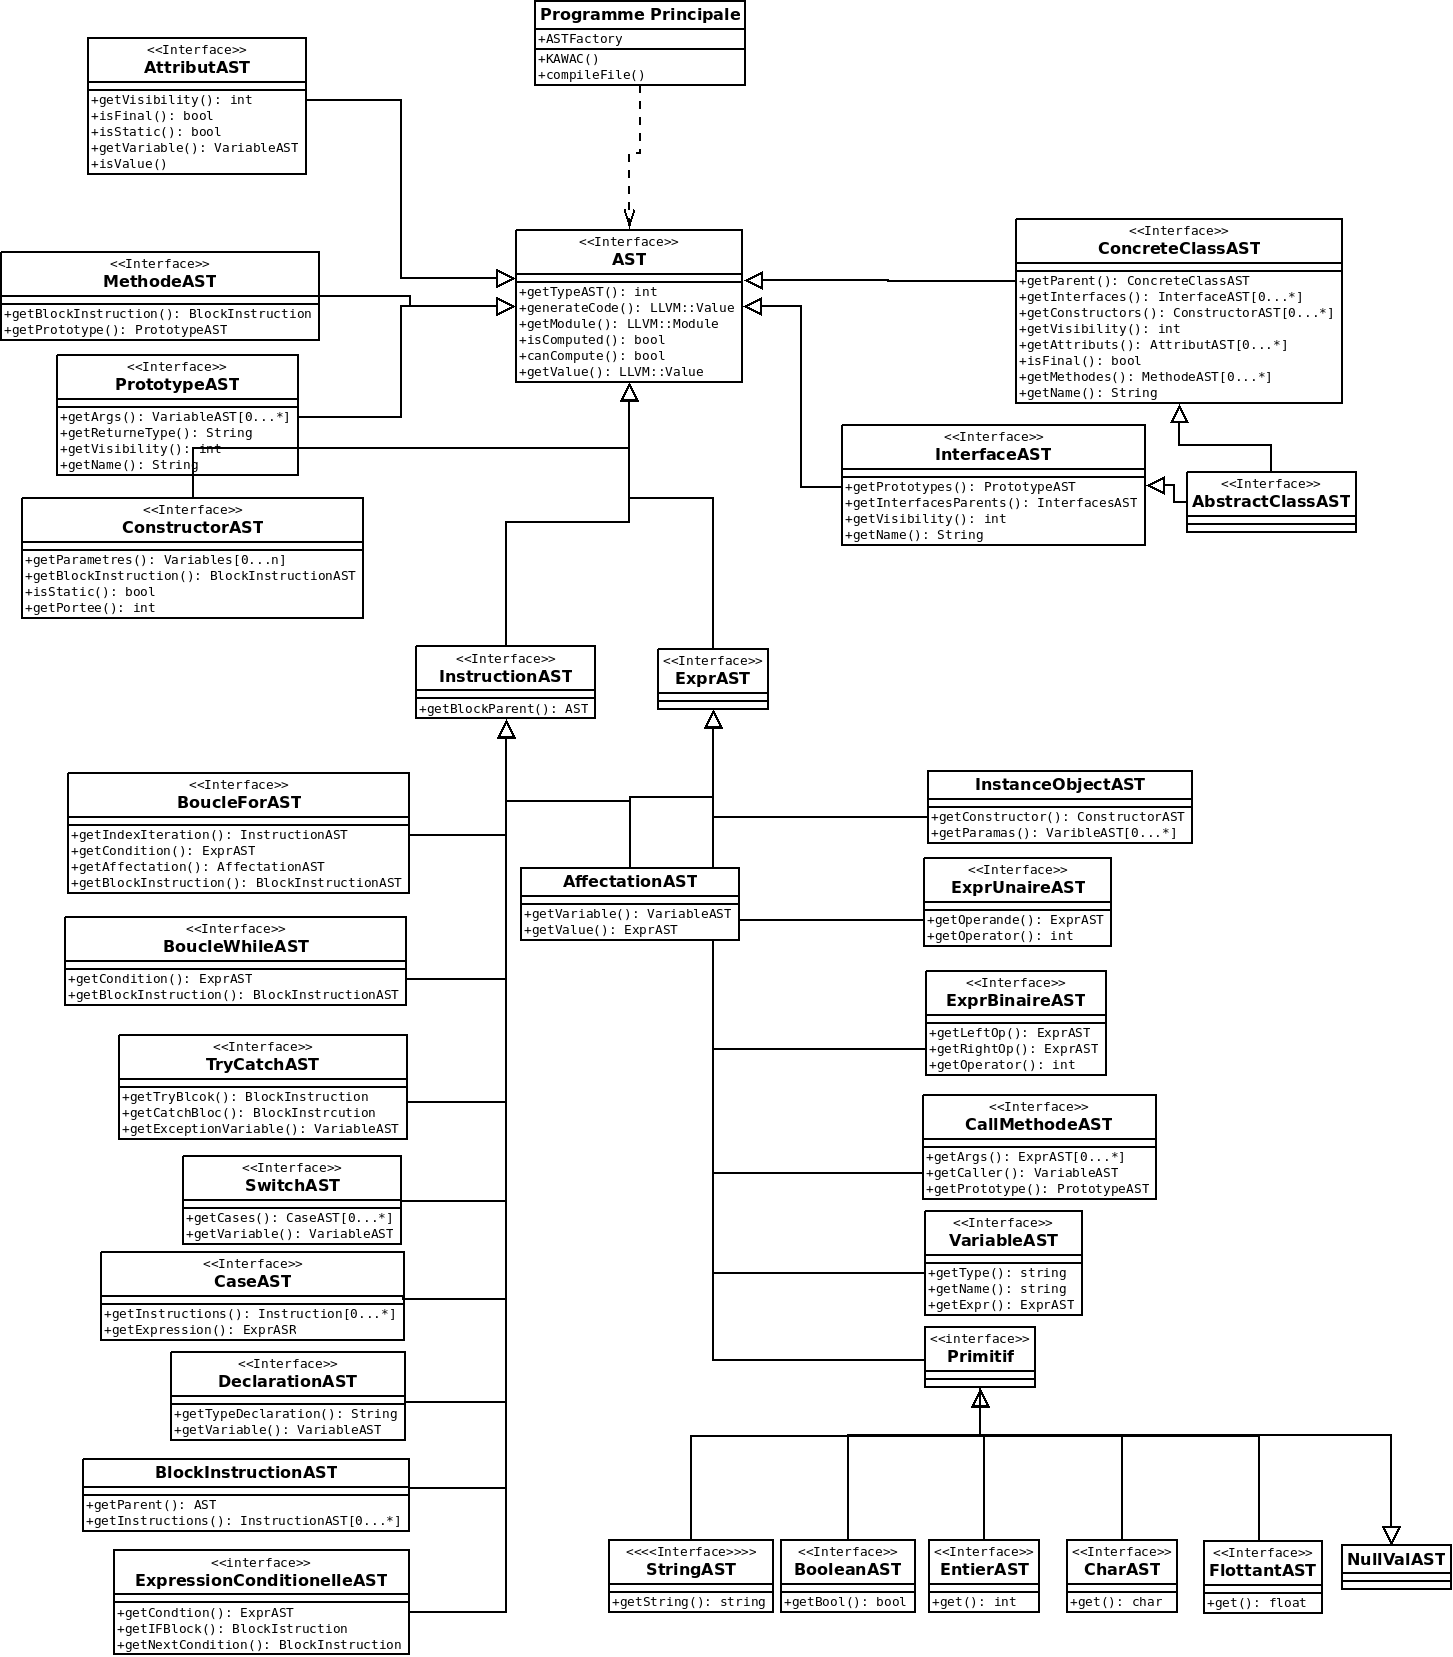 Programme Principale
+ASTFactory
+KAWAC()
+compileFile()
<<Interface>>
AttributAST
+getVisibility(): int
+isFinal(): bool
+isStatic(): bool
+getVariable(): VariableAST
+isValue()
<<Interface>>
AST
+getTypeAST(): int
+generateCode(): LLVM::Value
+getModule(): LLVM::Module
+isComputed(): bool
+canCompute(): bool
+getValue(): LLVM::Value
<<Interface>>
ConcreteClassAST
+getParent(): ConcreteClassAST
+getInterfaces(): InterfaceAST[0...*]
+getConstructors(): ConstructorAST[0...*]
+getVisibility(): int
+getAttributs(): AttributAST[0...*]
+isFinal(): bool
+getMethodes(): MethodeAST[0...*]
+getName(): String
<<Interface>>
MethodeAST
+getBlockInstruction(): BlockInstruction
+getPrototype(): PrototypeAST
<<Interface>>
PrototypeAST
+getArgs(): VariableAST[0...*]
+getReturneType(): String
+getVisibility(): int
+getName(): String
<<Interface>>
InterfaceAST
+getPrototypes(): PrototypeAST
+getInterfacesParents(): InterfacesAST
+getVisibility(): int
+getName(): String
<<Interface>>
AbstractClassAST
<<Interface>>
ConstructorAST
+getParametres(): Variables[0...n]
+getBlockInstruction(): BlockInstructionAST
+isStatic(): bool
+getPortee(): int
<<Interface>>
InstructionAST
+getBlockParent(): AST
<<Interface>>
ExprAST
<<Interface>>
BoucleForAST
+getIndexIteration(): InstructionAST
+getCondition(): ExprAST
+getAffectation(): AffectationAST
+getBlockInstruction(): BlockInstructionAST
InstanceObjectAST
+getConstructor(): ConstructorAST
+getParamas(): VaribleAST[0...*]
AffectationAST
+getVariable(): VariableAST
+getValue(): ExprAST
<<Interface>>
ExprUnaireAST
+getOperande(): ExprAST
+getOperator(): int
<<Interface>>
BoucleWhileAST
+getCondition(): ExprAST
+getBlockInstruction(): BlockInstructionAST
<<Interface>>
ExprBinaireAST
+getLeftOp(): ExprAST
+getRightOp(): ExprAST
+getOperator(): int
<<Interface>>
TryCatchAST
+getTryBlcok(): BlockInstruction
+getCatchBloc(): BlockInstrcution
+getExceptionVariable(): VariableAST
<<Interface>>
CallMethodeAST
+getArgs(): ExprAST[0...*]
+getCaller(): VariableAST
+getPrototype(): PrototypeAST
<<Interface>>
SwitchAST
+getCases(): CaseAST[0...*]
+getVariable(): VariableAST
<<Interface>>
VariableAST
+getType(): string
+getName(): string
+getExpr(): ExprAST
<<Interface>>
CaseAST
+getInstructions(): Instruction[0...*]
+getExpression(): ExprASR
<<interface>>
Primitif
<<Interface>>
DeclarationAST
+getTypeDeclaration(): String
+getVariable(): VariableAST
BlockInstructionAST
+getParent(): AST
+getInstructions(): InstructionAST[0...*]
<<interface>>
ExpressionConditionelleAST
+getCondtion(): ExprAST
+getIFBlock(): BlockIstruction
+getNextCondition(): BlockInstruction
<<<<Interface>>>>
StringAST
+getString(): string
<<Interface>>
BooleanAST
+getBool(): bool
<<Interface>>
EntierAST
+get(): int
<<Interface>>
CharAST
+get(): char
<<Interface>>
FlottantAST
+get(): float
NullValAST